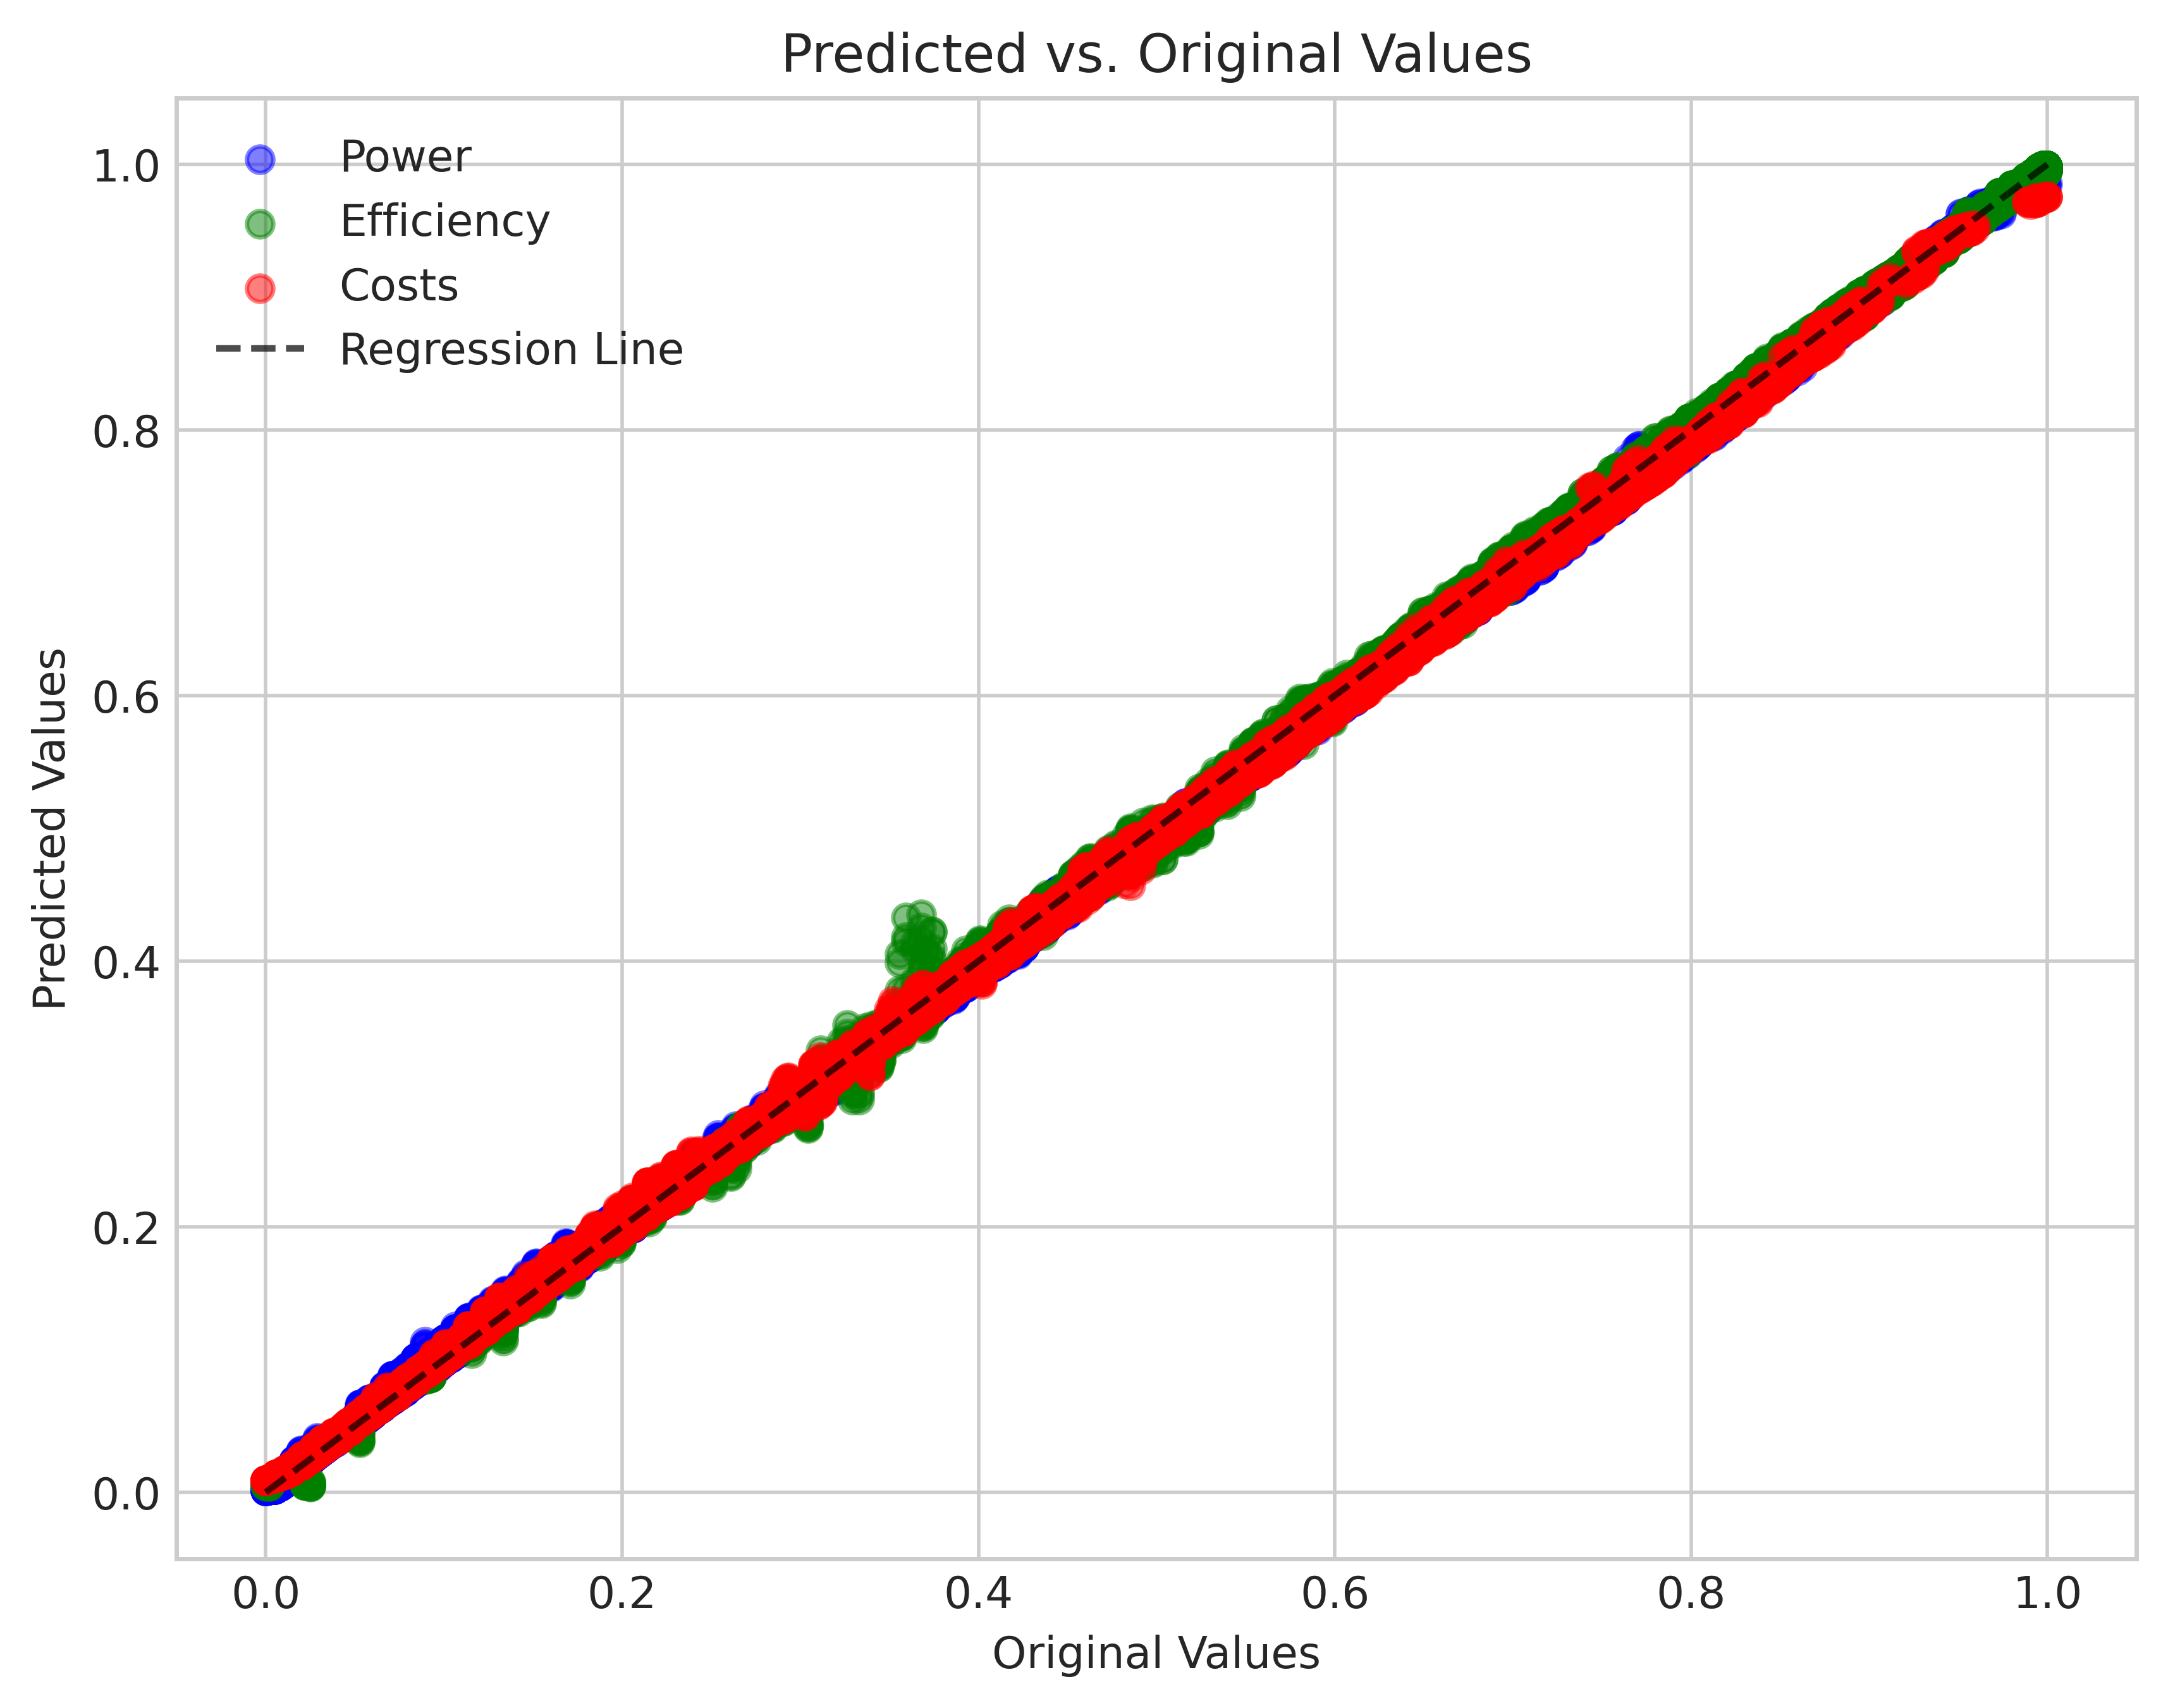 Predicted vs. Original Values
Power
Efficiency
Costs
Regression Line
1.0
0.8
0.6
0.4
0.2
0.0
Predicted Values
0.0 0.2 0.4 0.6 0.8 1.0
Original Values